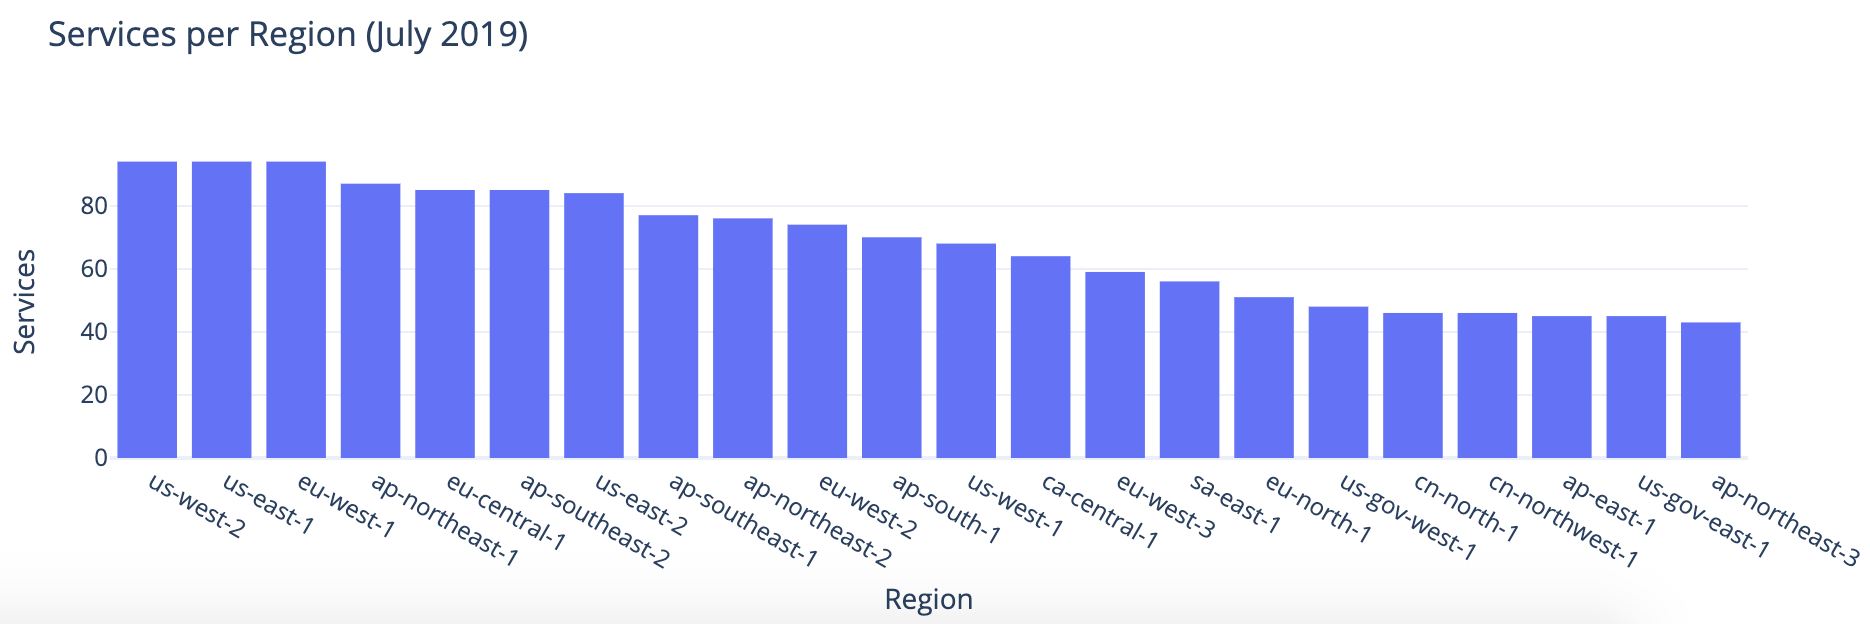 Services per Region (July 2019)
Services
80
60
40
20
0
us-west-2
us-east-1
eu-west-1
ap-northeast-1
eu-central-1
ap-southeast-2
us-east-2
ap-southeast-1
ap-northeast-2
eu-west-2
ap-south-1
us-west-1
ca-central-1
eu-west-3
sa-east-1
eu-north-1
us-gov-west-1
cn-north-1
cn-northwest-1
ap-east-1
us-gov-east-1
ap-northeast-3
Region